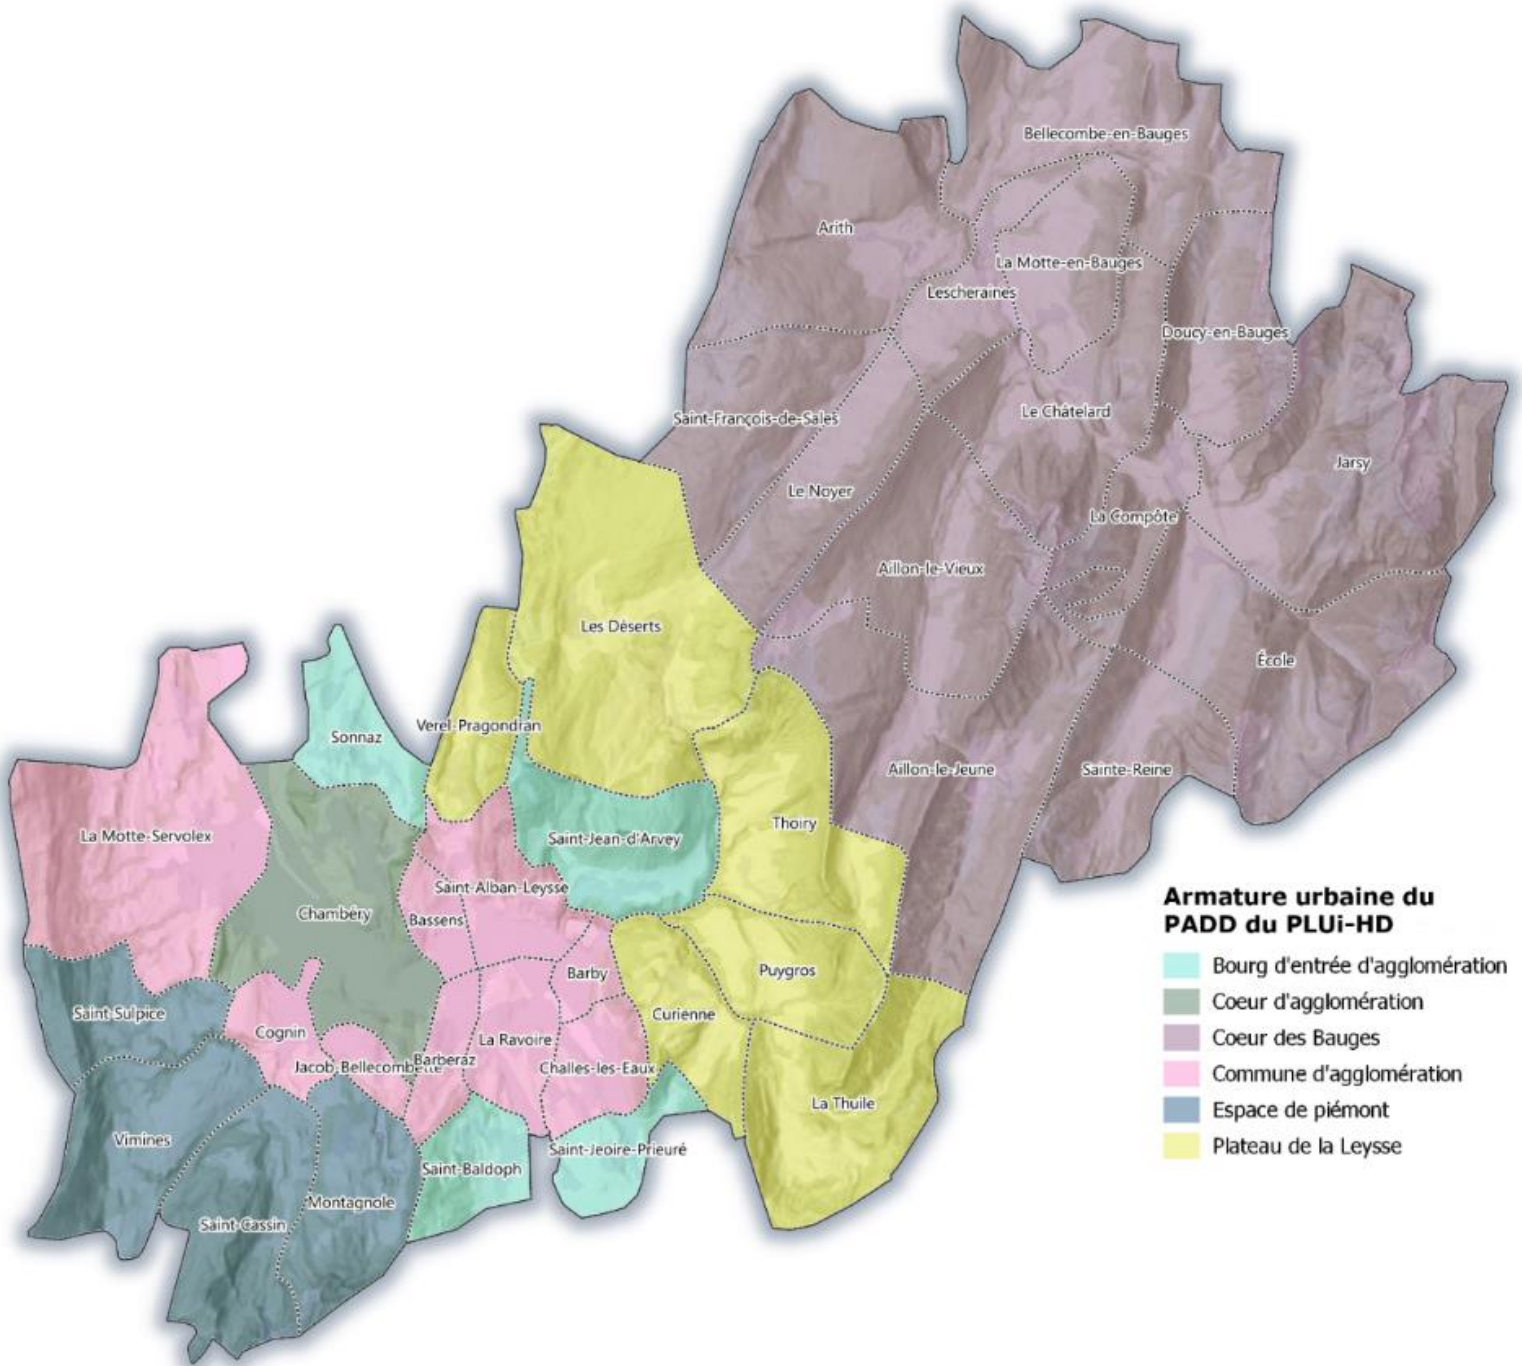 Bellecombe-en-Bauges
Arith
La Motte-en-Bauges
Lescheraines
Doucy-en-Bauges
Saint-François-de-Sales
Le Châtelard
Jarsy
Le Noyer
La Compôte
Aillon-le-Vieux
Les Déserts
École
Verel-Pragondran
Sonnaz
Aillon-le-Jeune
Sainte-Reine
Thoiry
La Motte-Servolex
Saint-Jean-d'Arvey
Saint-Alban-Leysse
Chambéry
Bassens
Barby
Puygros
Saint-Sulpice
Curienne
Cognin
La Ravoire
Jacob-Bellecombette
Barberaz
Challes-les-Eaux
La Thuile
Vimines
Saint-Jeoire-Prieuré
Saint-Baldoph
Montagnole
Saint-Cassin
Armature urbaine du
PADD du PLUi-HD
Bourg d'entrée d'agglomération
Coeur d'agglomération
Coeur des Bauges
Commune d'agglomération
Espace de piémont
Plateau de la Leysse